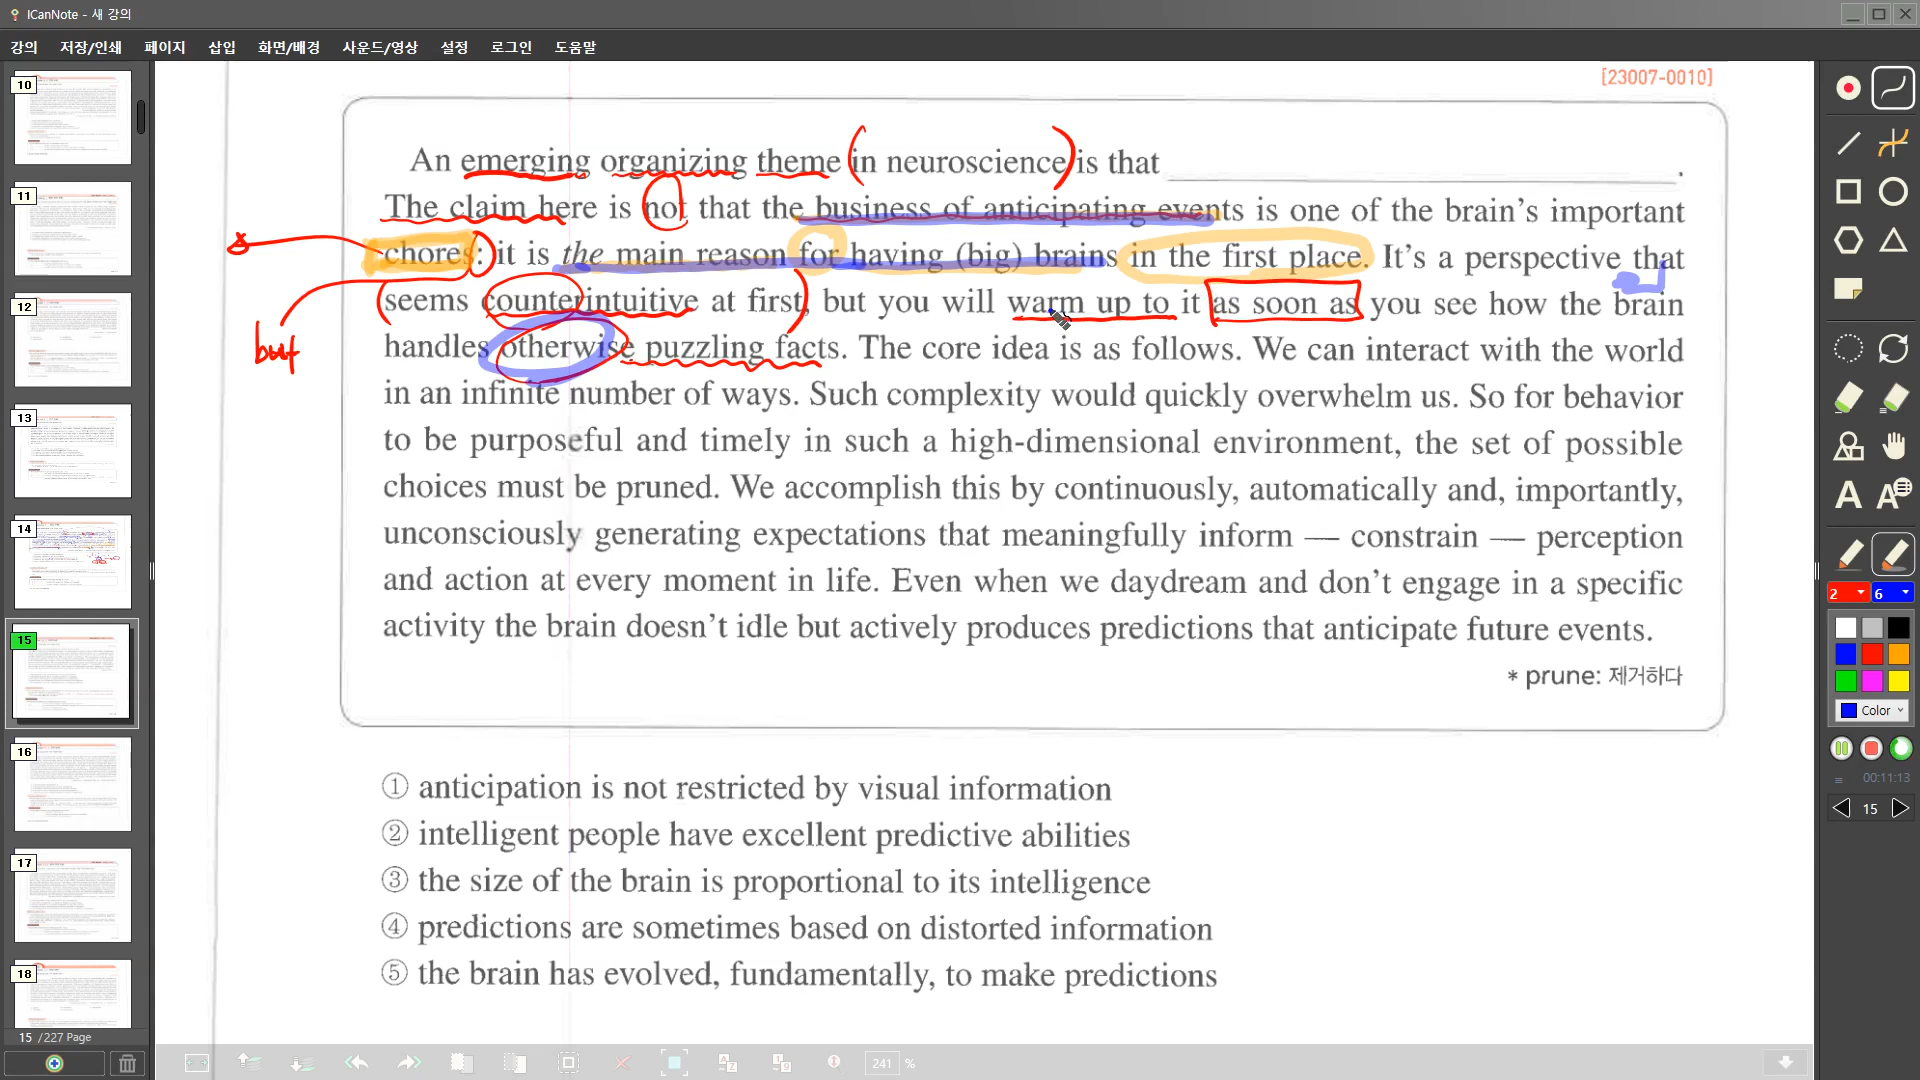 ICanNote - 새 강의
강의 저장/인쇄 페이지 삽입 화면/배경 사운드/영상 설정 로그인 도움말
10
11
12
13
14
15
16
17
18
15 /227 Page
[23007-0010]
An emerging organizing theme in neuroscience is that ______.
The claim here is not that the business of anticipating events is one of the brain's important
chores: it is the main reason for having (big) brains in the first place. It's a perspective that
seems counterintuitive at first, but you will warm up to it as soon as you see how the brain
but
handles otherwise puzzling facts. The core idea is as follows. We can interact with the world
in an infinite number of ways. Such complexity would quickly overwhelm us. So for behavior
to be purposeful and timely in such a high-dimensional environment, the set of possible
choices must be pruned. We accomplish this by continuously, automatically and, importantly,
unconsciously generating expectations that meaningfully inform — constrain — perception
and action at every moment in life. Even when we daydream and don't engage in a specific
activity the brain doesn't idle but actively produces predictions that anticipate future events.
* prune: 제거하다
① anticipation is not restricted by visual information
② intelligent people have excellent predictive abilities
③ the size of the brain is proportional to its intelligence
④ predictions are sometimes based on distorted information
⑤ the brain has evolved, fundamentally, to make predictions
2 6
Color
00:11:13
15
241 %